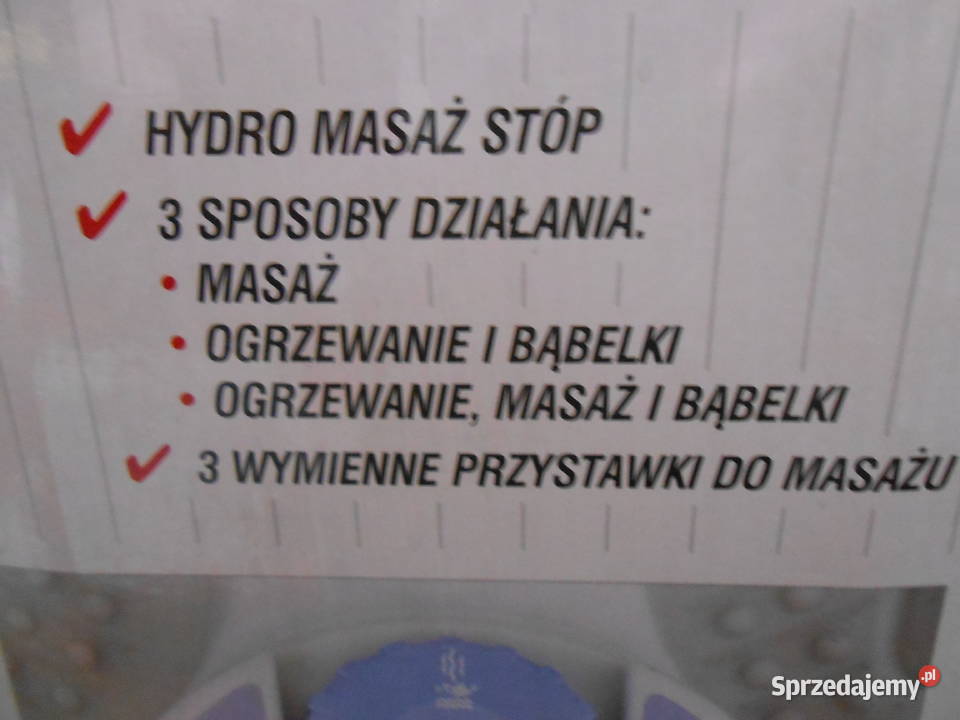 HYDRO MASAŻ STÓP
3 SPOSOBY DZIAŁANIA:
• MASAŻ
• OGRZEWANIE I BĄBELKI
• OGRZEWANIE, MASAŻ I BĄBELKI
3 WYMIENNE PRZYSTAWKI DO MASAŻU
Sprzedajemy.pl